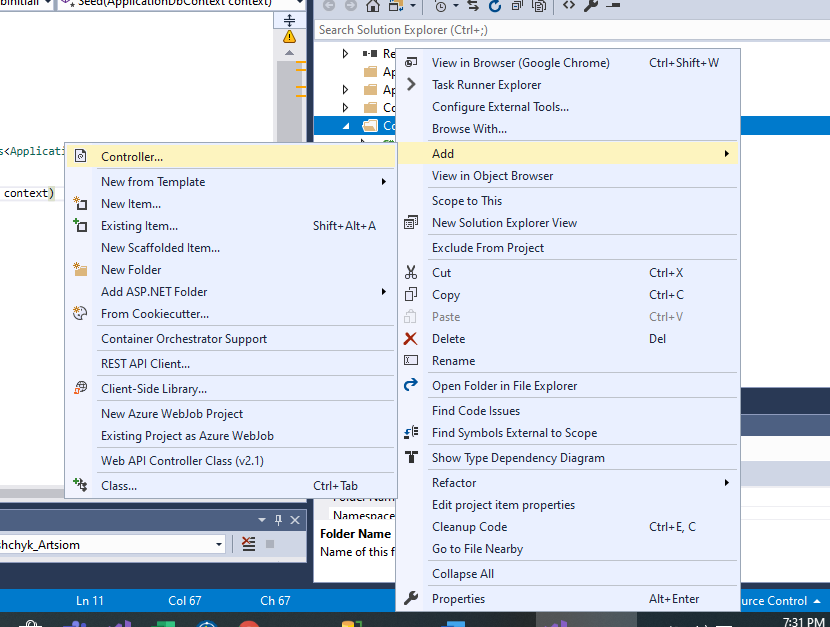 Seed(ApplicationDbContext context)
Search Solution Explorer (Ctrl+;)
Re
Ap
Ap
Co
Co
s<Applicati
context)
View in Browser (Google Chrome) Ctrl+Shift+W
Task Runner Explorer
Configure External Tools...
Browse With...
Add
View in Object Browser
Scope to This
New Solution Explorer View
Exclude From Project
Cut Ctrl+X
Copy Ctrl+C
Paste Ctrl+V
Delete Del
Rename
Open Folder in File Explorer
Find Code Issues
Find Symbols External to Scope
Show Type Dependency Diagram
Refactor
Edit project item properties
Cleanup Code Ctrl+E, C
Go to File Nearby
Collapse All
Properties Alt+Enter
Controller...
New from Template
New Item...
Existing Item... Shift+Alt+A
New Scaffolded Item...
New Folder
Add ASP.NET Folder
From Cookiecutter...
Container Orchestrator Support
REST API Client...
Client-Side Library...
New Azure WebJob Project
Existing Project as Azure WebJob
Web API Controller Class (v2.1)
Class... Ctrl+Tab
Folder Nam
Namespace
Folder Name
Name of this f
hchyk_Artsiom
Ln 11 Col 67 Ch 67
urce Control
7:31 PM